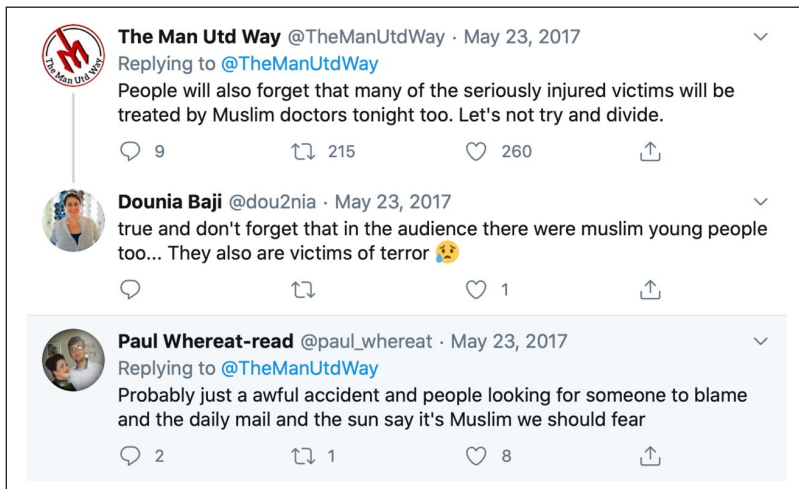 The Man Utd Way @TheManUtdWay · May 23, 2017
The Man Utd Way
Replying to @TheManUtdWay
People will also forget that many of the seriously injured victims will be
treated by Muslim doctors tonight too. Let's not try and divide.
9 215 260
Dounia Baji @dou2nia · May 23, 2017
true and don't forget that in the audience there were muslim young people
too... They also are victims of terror 😥
1
Paul Whereat-read @paul_whereat · May 23, 2017
Replying to @TheManUtdWay
Probably just a awful accident and people looking for someone to blame
and the daily mail and the sun say it's Muslim we should fear
2 1 8